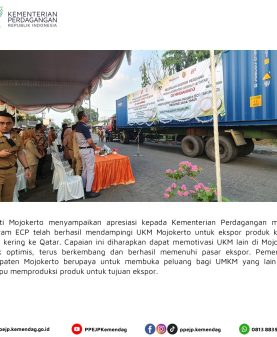 KEMENTERIAN
PERDAGANGAN
REPUBLIK INDONESIA
ti Mojokerto menyampaikan apresiasi kepada Kementerian Perdagangan m
am ECP telah berhasil mendampingi UKM Mojokerto untuk ekspor produk k
kering ke Qatar. Capaian ini diharapkan dapat memotivasi UKM lain di Moj
k optimis, terus berkembang dan berhasil memenuhi pasar ekspor. Pemer
paten Mojokerto berupaya untuk membuka peluang bagi UMKM yang lain
pu memproduksi produk untuk tujuan ekspor.
ppejp.kemendag.go.id
PPEJPKemendag
ppejp.kemendag
0813 883